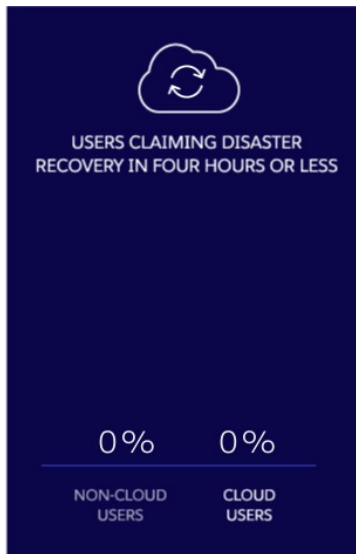 USERS CLAIMING DISASTER
RECOVERY IN FOUR HOURS OR LESS
0% 0%
NON-CLOUD CLOUD
USERS USERS